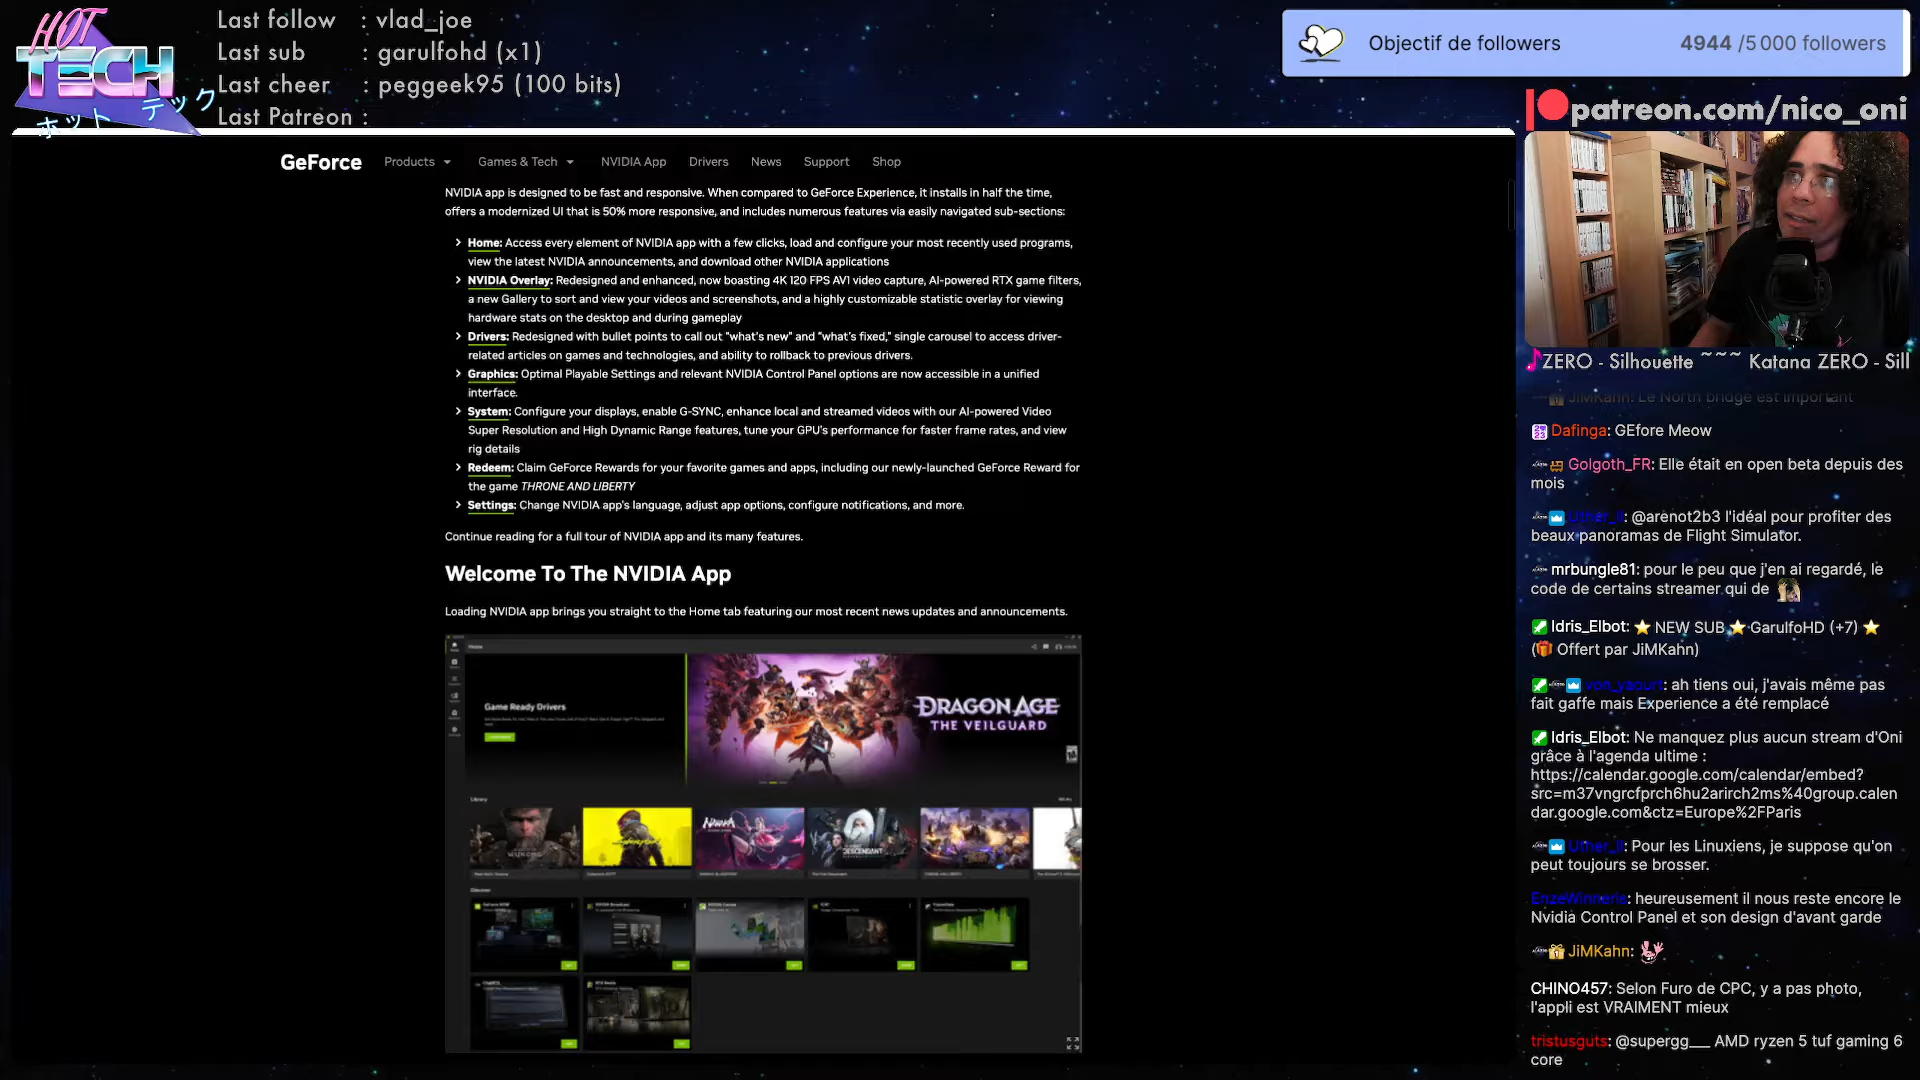 HOT
TECH
ホット テック
Last follow : vlad_joe
Last sub : garulfohd (x1)
Last cheer : peggeek95 (100 bits)
Last Patreon :
Objectif de followers
4944 /5 000 followers
patreon.com/nico_oni
GeForce
Products
Games & Tech
NVIDIA App
Drivers
News
Support
Shop
NVIDIA app is designed to be fast and responsive. When compared to GeForce Experience, it installs in half the time,
offers a modernized UI that is 50% more responsive, and includes numerous features via easily navigated sub-sections:
Home: Access every element of NVIDIA app with a few clicks, load and configure your most recently used programs,
view the latest NVIDIA announcements, and download other NVIDIA applications
NVIDIA Overlay: Redesigned and enhanced, now boasting 4K 120 FPS AV1 video capture, AI-powered RTX game filters,
a new Gallery to sort and view your videos and screenshots, and a highly customizable statistic overlay for viewing
hardware stats on the desktop and during gameplay
Drivers: Redesigned with bullet points to call out "what's new" and "what's fixed," single carousel to access driver-
related articles on games and technologies, and ability to rollback to previous drivers.
Graphics: Optimal Playable Settings and relevant NVIDIA Control Panel options are now accessible in a unified
interface.
System: Configure your displays, enable G-SYNC, enhance local and streamed videos with our AI-powered Video
Super Resolution and High Dynamic Range features, tune your GPU's performance for faster frame rates, and view
rig details
Redeem: Claim GeForce Rewards for your favorite games and apps, including our newly-launched GeForce Reward for
the game THRONE AND LIBERTY
Settings: Change NVIDIA app's language, adjust app options, configure notifications, and more.
Continue reading for a full tour of NVIDIA app and its many features.
Welcome To The NVIDIA App
Loading NVIDIA app brings you straight to the Home tab featuring our most recent news updates and announcements.
Home
Game Ready Drivers
DRAGON AGE
THE VEILGUARD
Library
Discover
ZERO - Silhouette ~~~ Katana ZERO - Sil
JiMKahn: Le North bridge est important
Dafinga: GEfore Meow
Golgoth_FR: Elle était en open beta depuis des
mois
Uther_II: @arenot2b3 l'idéal pour profiter des
beaux panoramas de Flight Simulator.
mrbungle81: pour le peu que j'en ai regardé, le
code de certains streamer qui de
Idris_Elbot: NEW SUB GarulfoHD (+7)
( Offert par JiMKahn)
von_yaourt: ah tiens oui, j'avais même pas
fait gaffe mais Experience a été remplacé
Idris_Elbot: Ne manquez plus aucun stream d'Oni
grâce à l'agenda ultime :
https://calendar.google.com/calendar/embed?
src=m37vngrcfprch6hu2arirch2ms%40group.calen
dar.google.com&ctz=Europe%2FParis
Uther_II: Pour les Linuxiens, je suppose qu'on
peut toujours se brosser.
EnzeWinnerie: heureusement il nous reste encore le
Nvidia Control Panel et son design d'avant garde
JiMKahn:
CHINO457: Selon Furo de CPC, y a pas photo,
l'appli est VRAIMENT mieux
tristusguts: @supergg___ AMD ryzen 5 tuf gaming 6
core